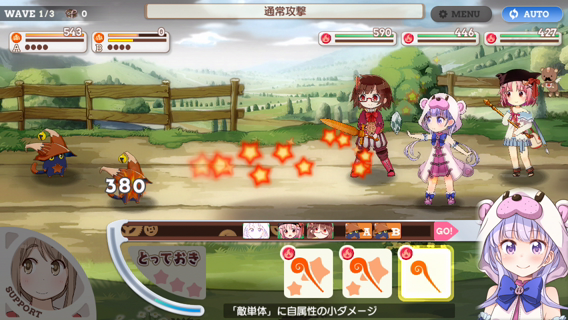 WAVE 1/3 0
通常攻撃
MENU
AUTO
543
A
0
B
590
446
427
380
A B
GO!
とっておき
SUPPORT
「敵単体」に自属性の小ダメージ